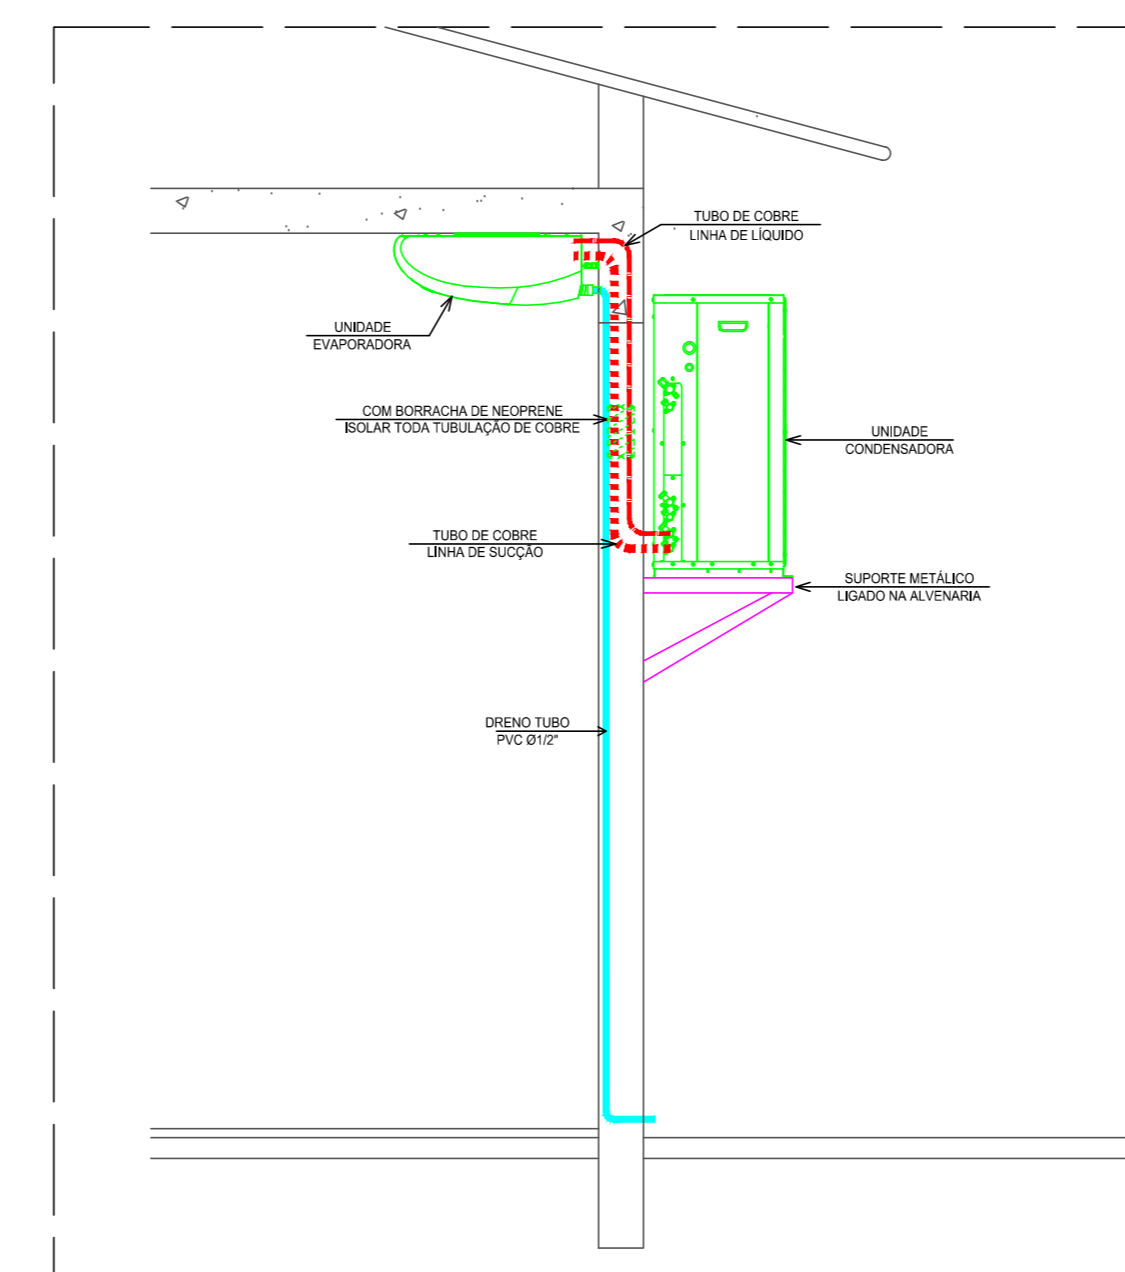 TUBO DE COBRE
LINHA DE LÍQUIDO
UNIDADE
EVAPORADORA
COM BORRACHA DE NEOPRENE
ISOLAR TODA TUBULAÇÃO DE COBRE
UNIDADE
CONDENSADORA
TUBO DE COBRE
LINHA DE SUCÇÃO
SUPORTE METÁLICO
LIGADO NA ALVENARIA
DRENO TUBO
PVC Ø1/2"